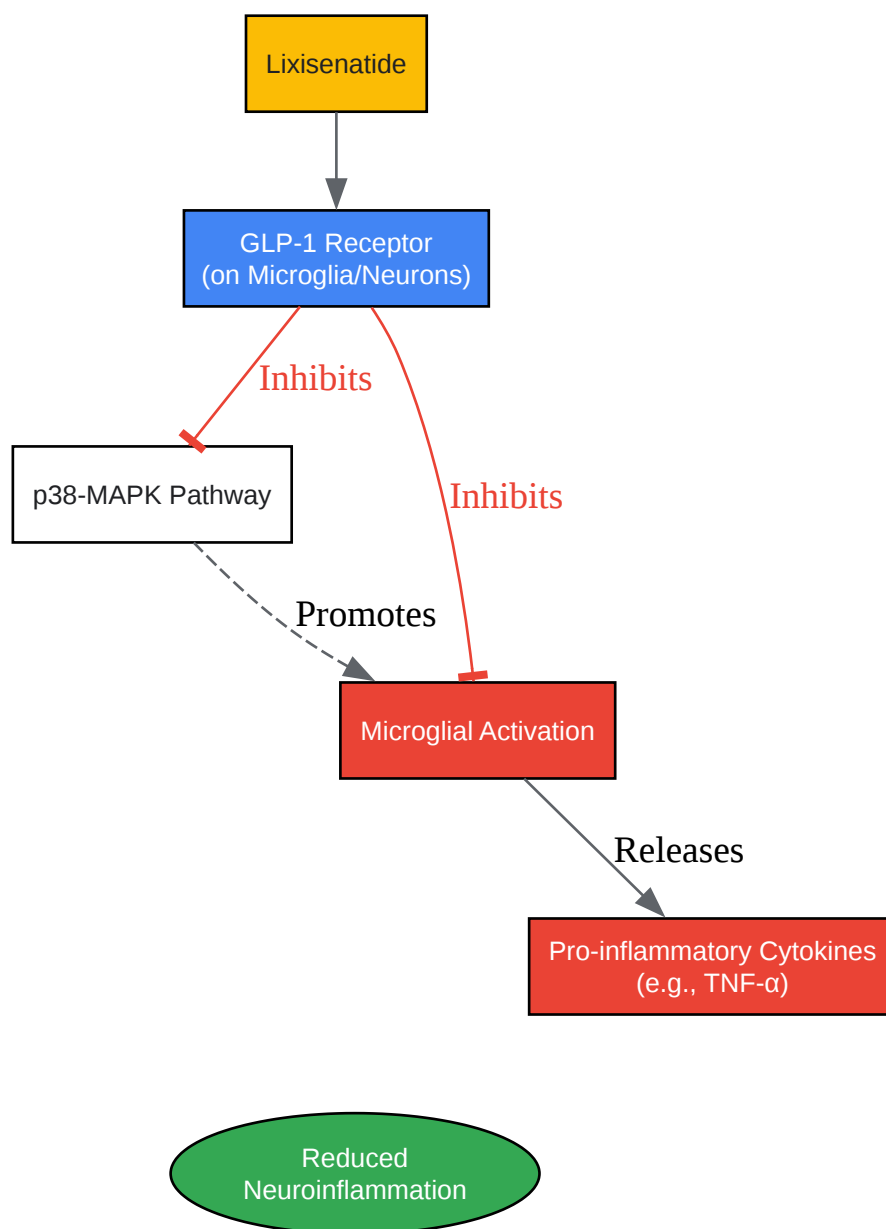 Lixisenatide
GLP-1 Receptor
(on Microglia/Neurons)
Inhibits
p38-MAPK Pathway
Inhibits
Promotes
Microglial Activation
Releases
Pro-inflammatory Cytokines
(e.g., TNF-α)
Reduced
Neuroinflammation